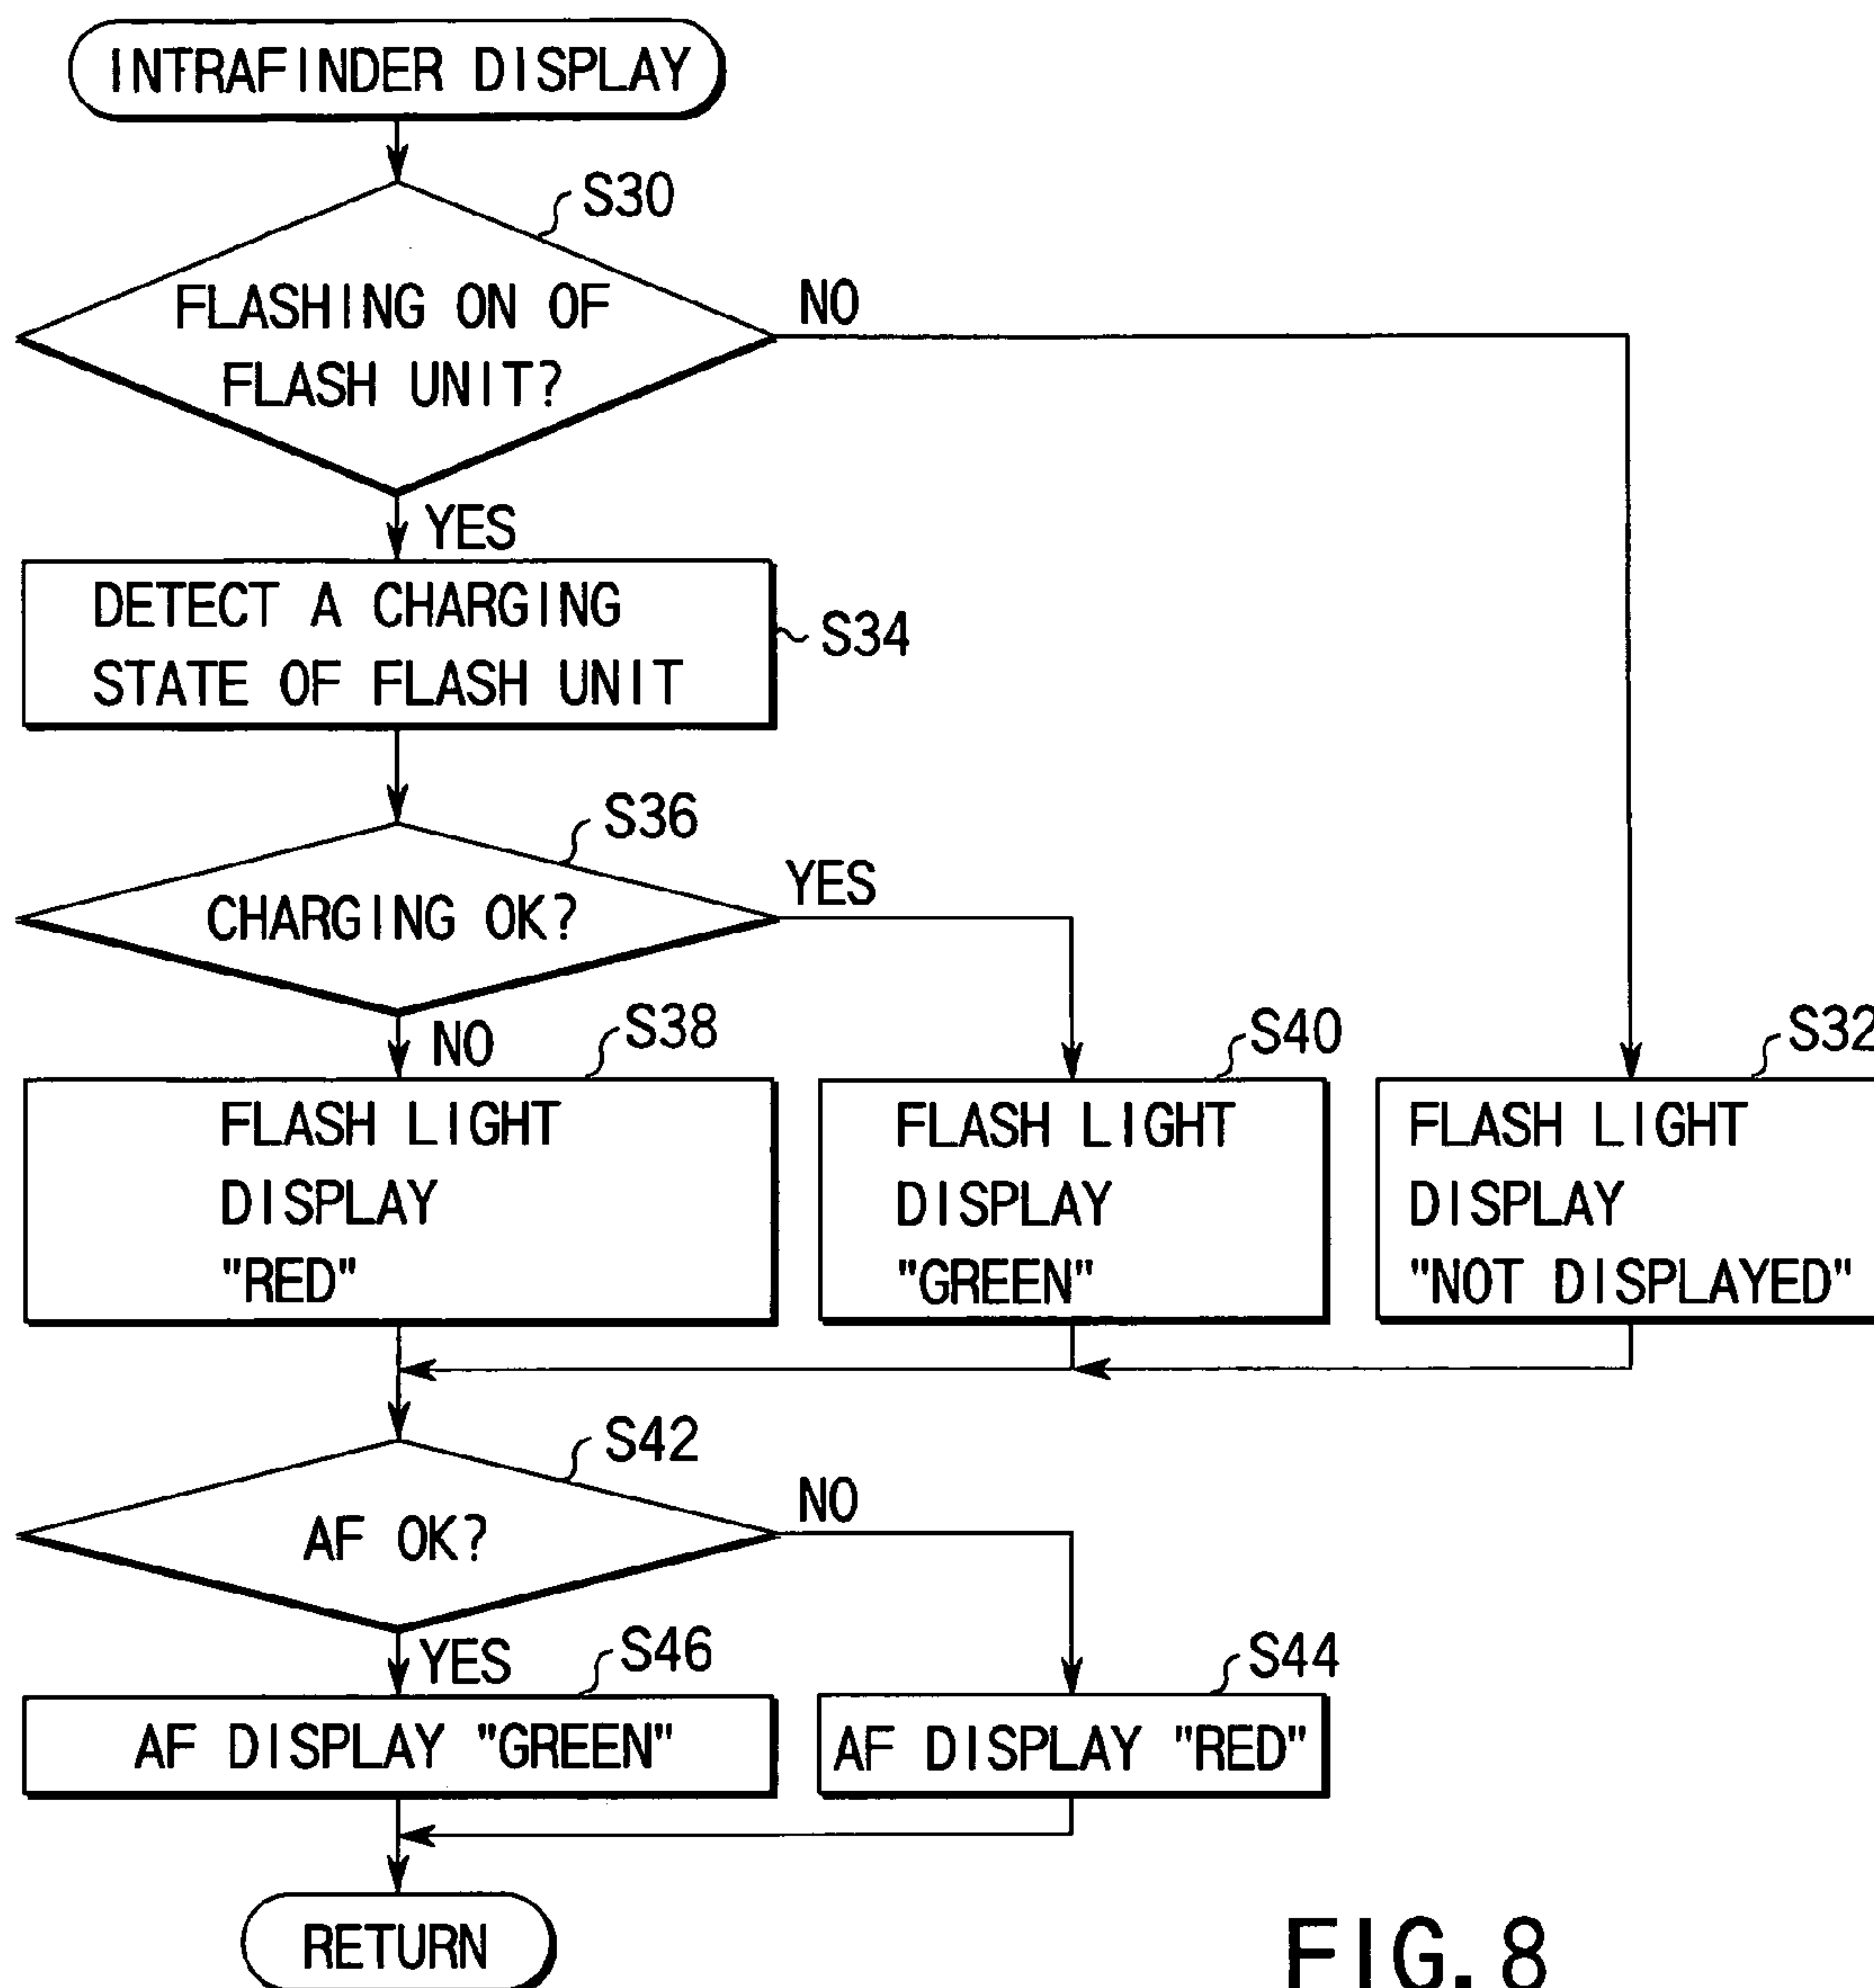 INTRAFINDER DISPLAY
S30
FLASHING ON OF
FLASH UNIT?
NO
YES
DETECT A CHARGING
STATE OF FLASH UNIT
S34
S36
CHARGING OK?
YES
NO
S38
FLASH LIGHT
DISPLAY
"RED"
S40
FLASH LIGHT
DISPLAY
"GREEN"
S32
FLASH LIGHT
DISPLAY
"NOT DISPLAYED"
S42
AF OK?
NO
YES
S46
AF DISPLAY "GREEN"
S44
AF DISPLAY "RED"
RETURN
FIG. 8